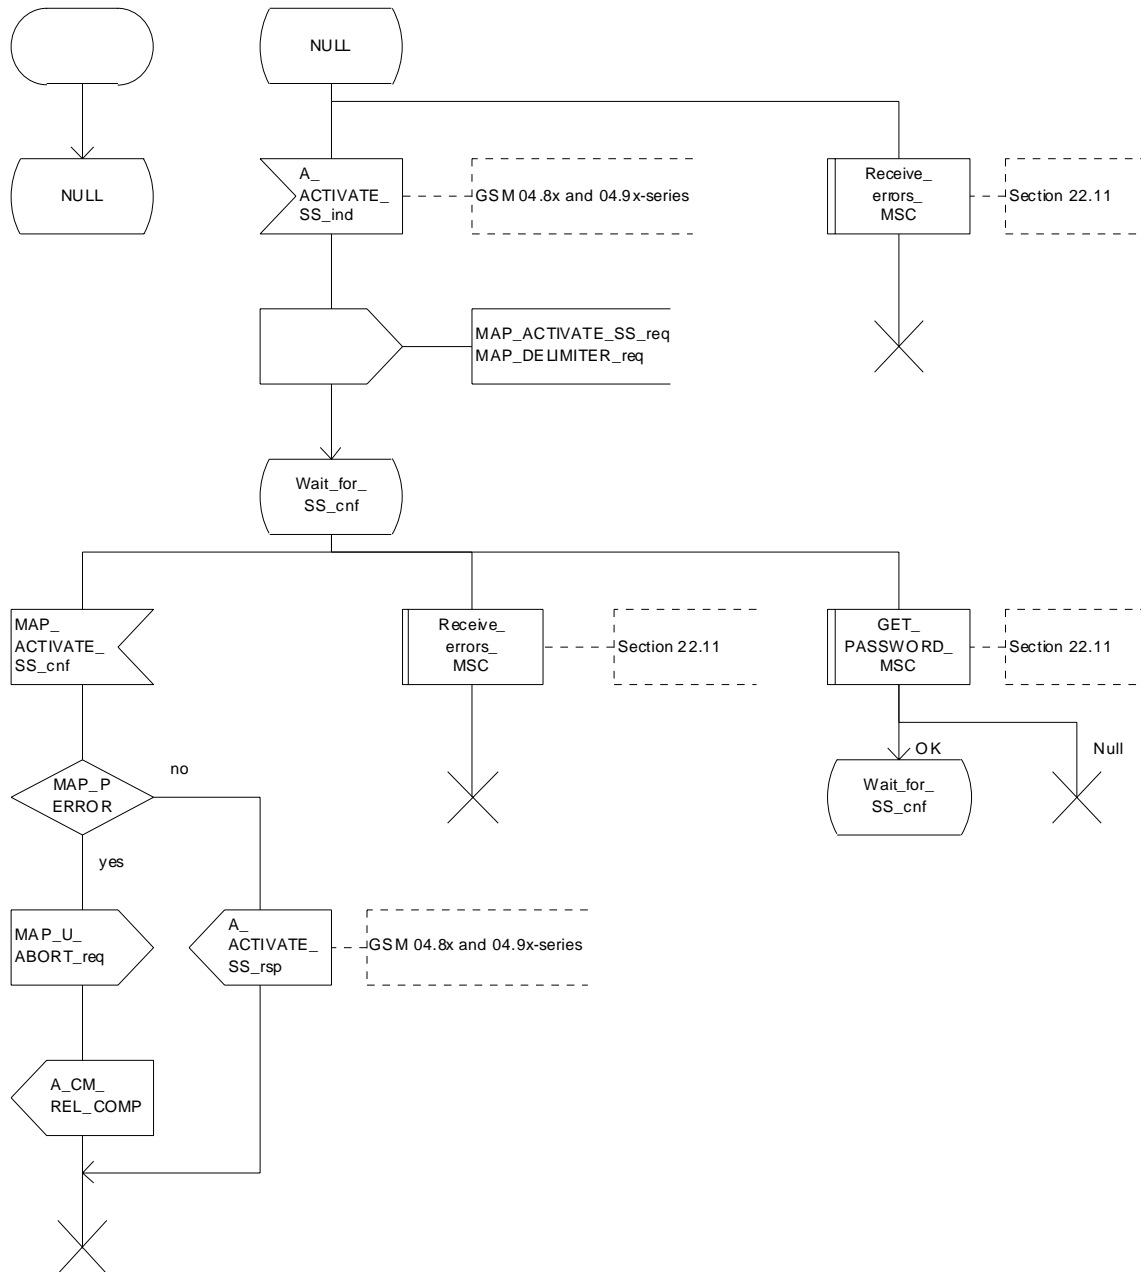 NULL
NULL
A_
ACTIVATE_
SS_ind
GSM 04.8x and 04.9x-series
Receive_
errors_
MSC
Section 22.11
MAP_ACTIVATE_SS_req
MAP_DELIMITER_req
Wait_for_
SS_cnf
MAP_
ACTIVATE_
SS_cnf
Receive_
errors_
MSC
Section 22.11
GET_
PASSWORD_
MSC
Section 22.11
OK
Null
Wait_for_
SS_cnf
MAP_P
ERROR
no
yes
MAP_U_
ABORT_req
A_
ACTIVATE_
SS_rsp
GSM 04.8x and 04.9x-series
A_CM_
REL_COMP